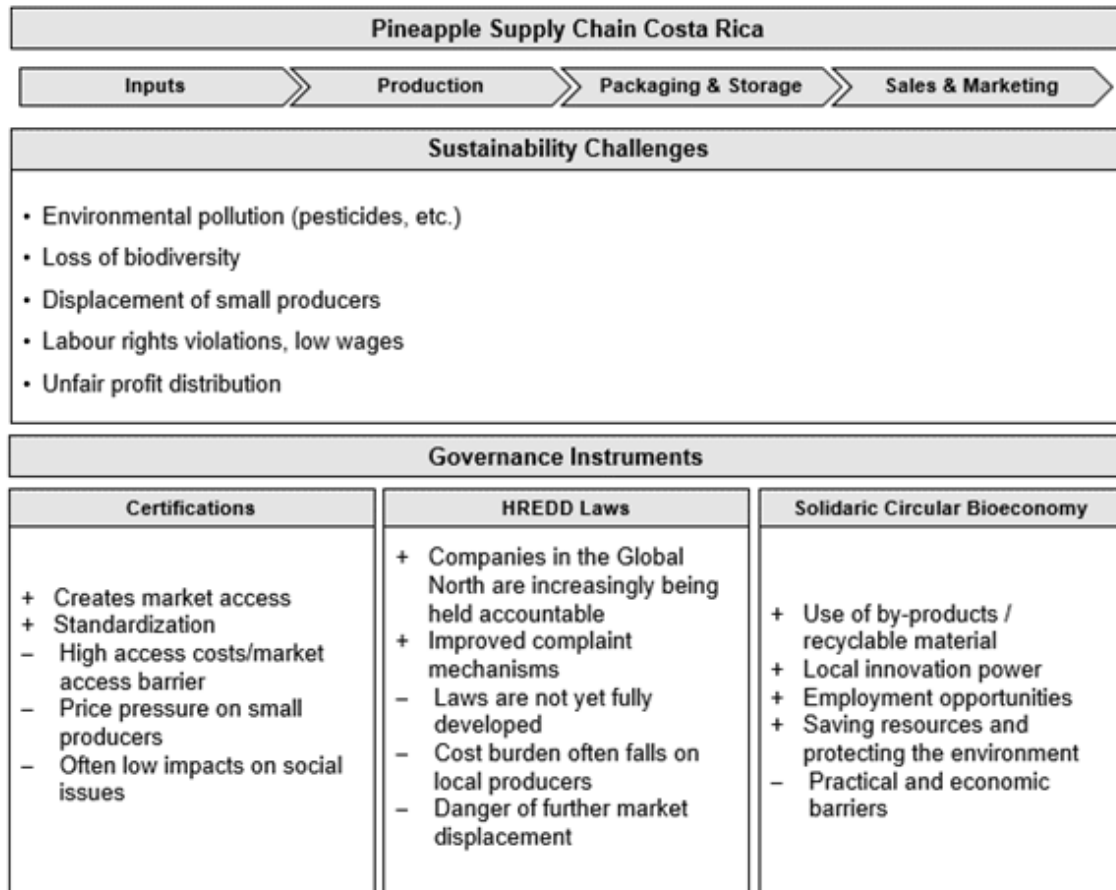 Pineapple Supply Chain Costa Rica
Inputs
Production
Packaging & Storage
Sales & Marketing
Sustainability Challenges
• Environmental pollution (pesticides, etc.)
• Loss of biodiversity
• Displacement of small producers
• Labour rights violations, low wages
• Unfair profit distribution
Governance Instruments
Certifications
+ Creates market access
+ Standardization
– High access costs/market
access barrier
– Price pressure on small
producers
– Often low impacts on social
issues
HREDD Laws
+ Companies in the Global
North are increasingly being
held accountable
+ Improved complaint
mechanisms
– Laws are not yet fully
developed
– Cost burden often falls on
local producers
– Danger of further market
displacement
Solidaric Circular Bioeconomy
+ Use of by-products /
recyclable material
+ Local innovation power
+ Employment opportunities
+ Saving resources and
protecting the environment
– Practical and economic
barriers